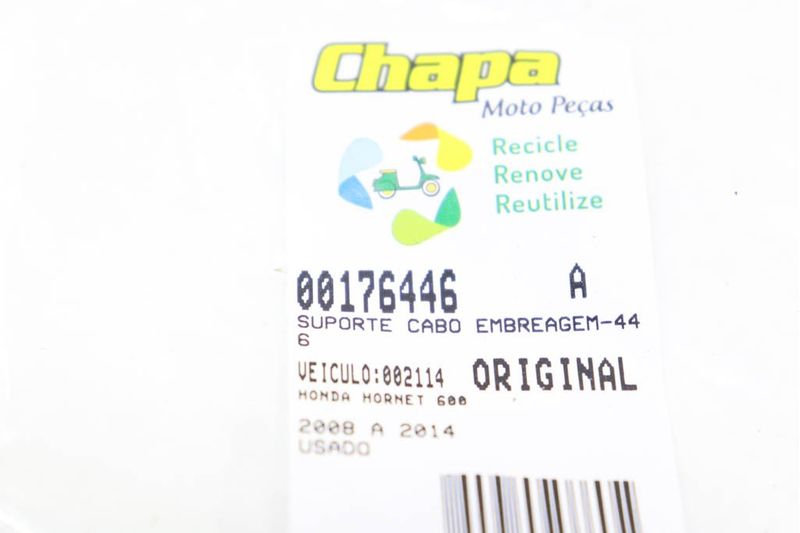 Chapa
Moto Peças
Recicle
Renove
Reutilize
00176446 A
SUPORTE CABO EMBREAGEM-44
6
VEICULO:002114 ORIGINAL
HONDA HORNET 600
2008 A 2014
USADO